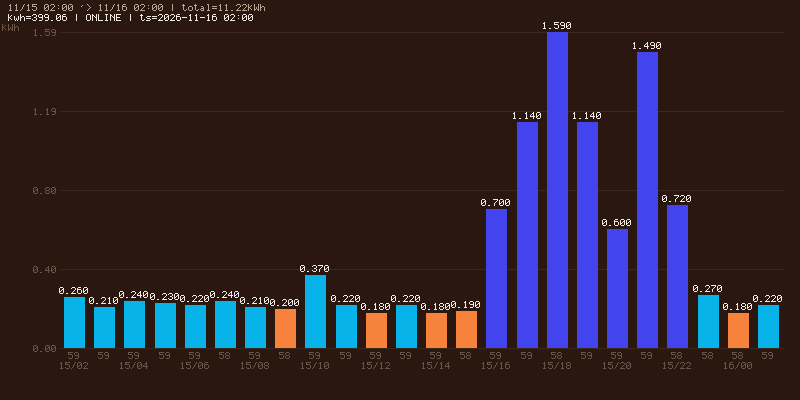 11/15 02:00 -> 11/16 02:00 | total=11.22kWh
Kwh=399.06 | ONLINE | ts=2026-11-16 02:00
kWh
1.59
1.19
0.80
0.40
0.00
0.260 0.210 0.240 0.230 0.220 0.240 0.210 0.200 0.370 0.220 0.180 0.220 0.180 0.190 0.700 1.140 1.590 1.140 0.600 1.490 0.720 0.270 0.180 0.220
59 59 59 59 59 58 59 58 59 59 59 59 59 58 59 59 58 59 59 59 58 58 58 59
15/02 15/04 15/06 15/08 15/10 15/12 15/14 15/16 15/18 15/20 15/22 16/00